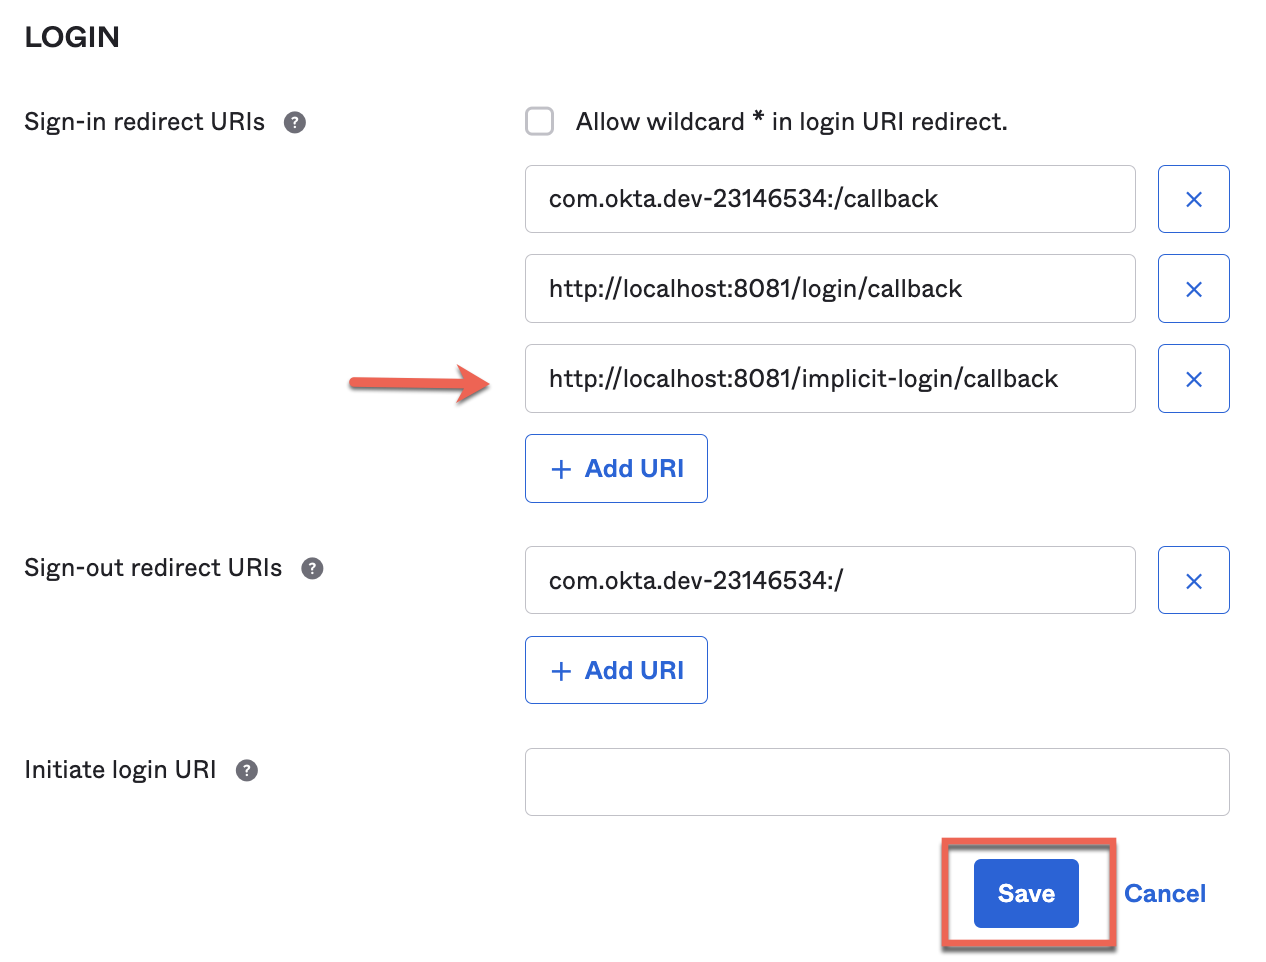 LOGIN
Sign-in redirect URIs ?
Allow wildcard * in login URI redirect.
com.okta.dev-23146534:/callback
http://localhost:8081/login/callback
http://localhost:8081/implicit-login/callback
+ Add URI
Sign-out redirect URIs ?
com.okta.dev-23146534:/
+ Add URI
Initiate login URI ?
Save
Cancel